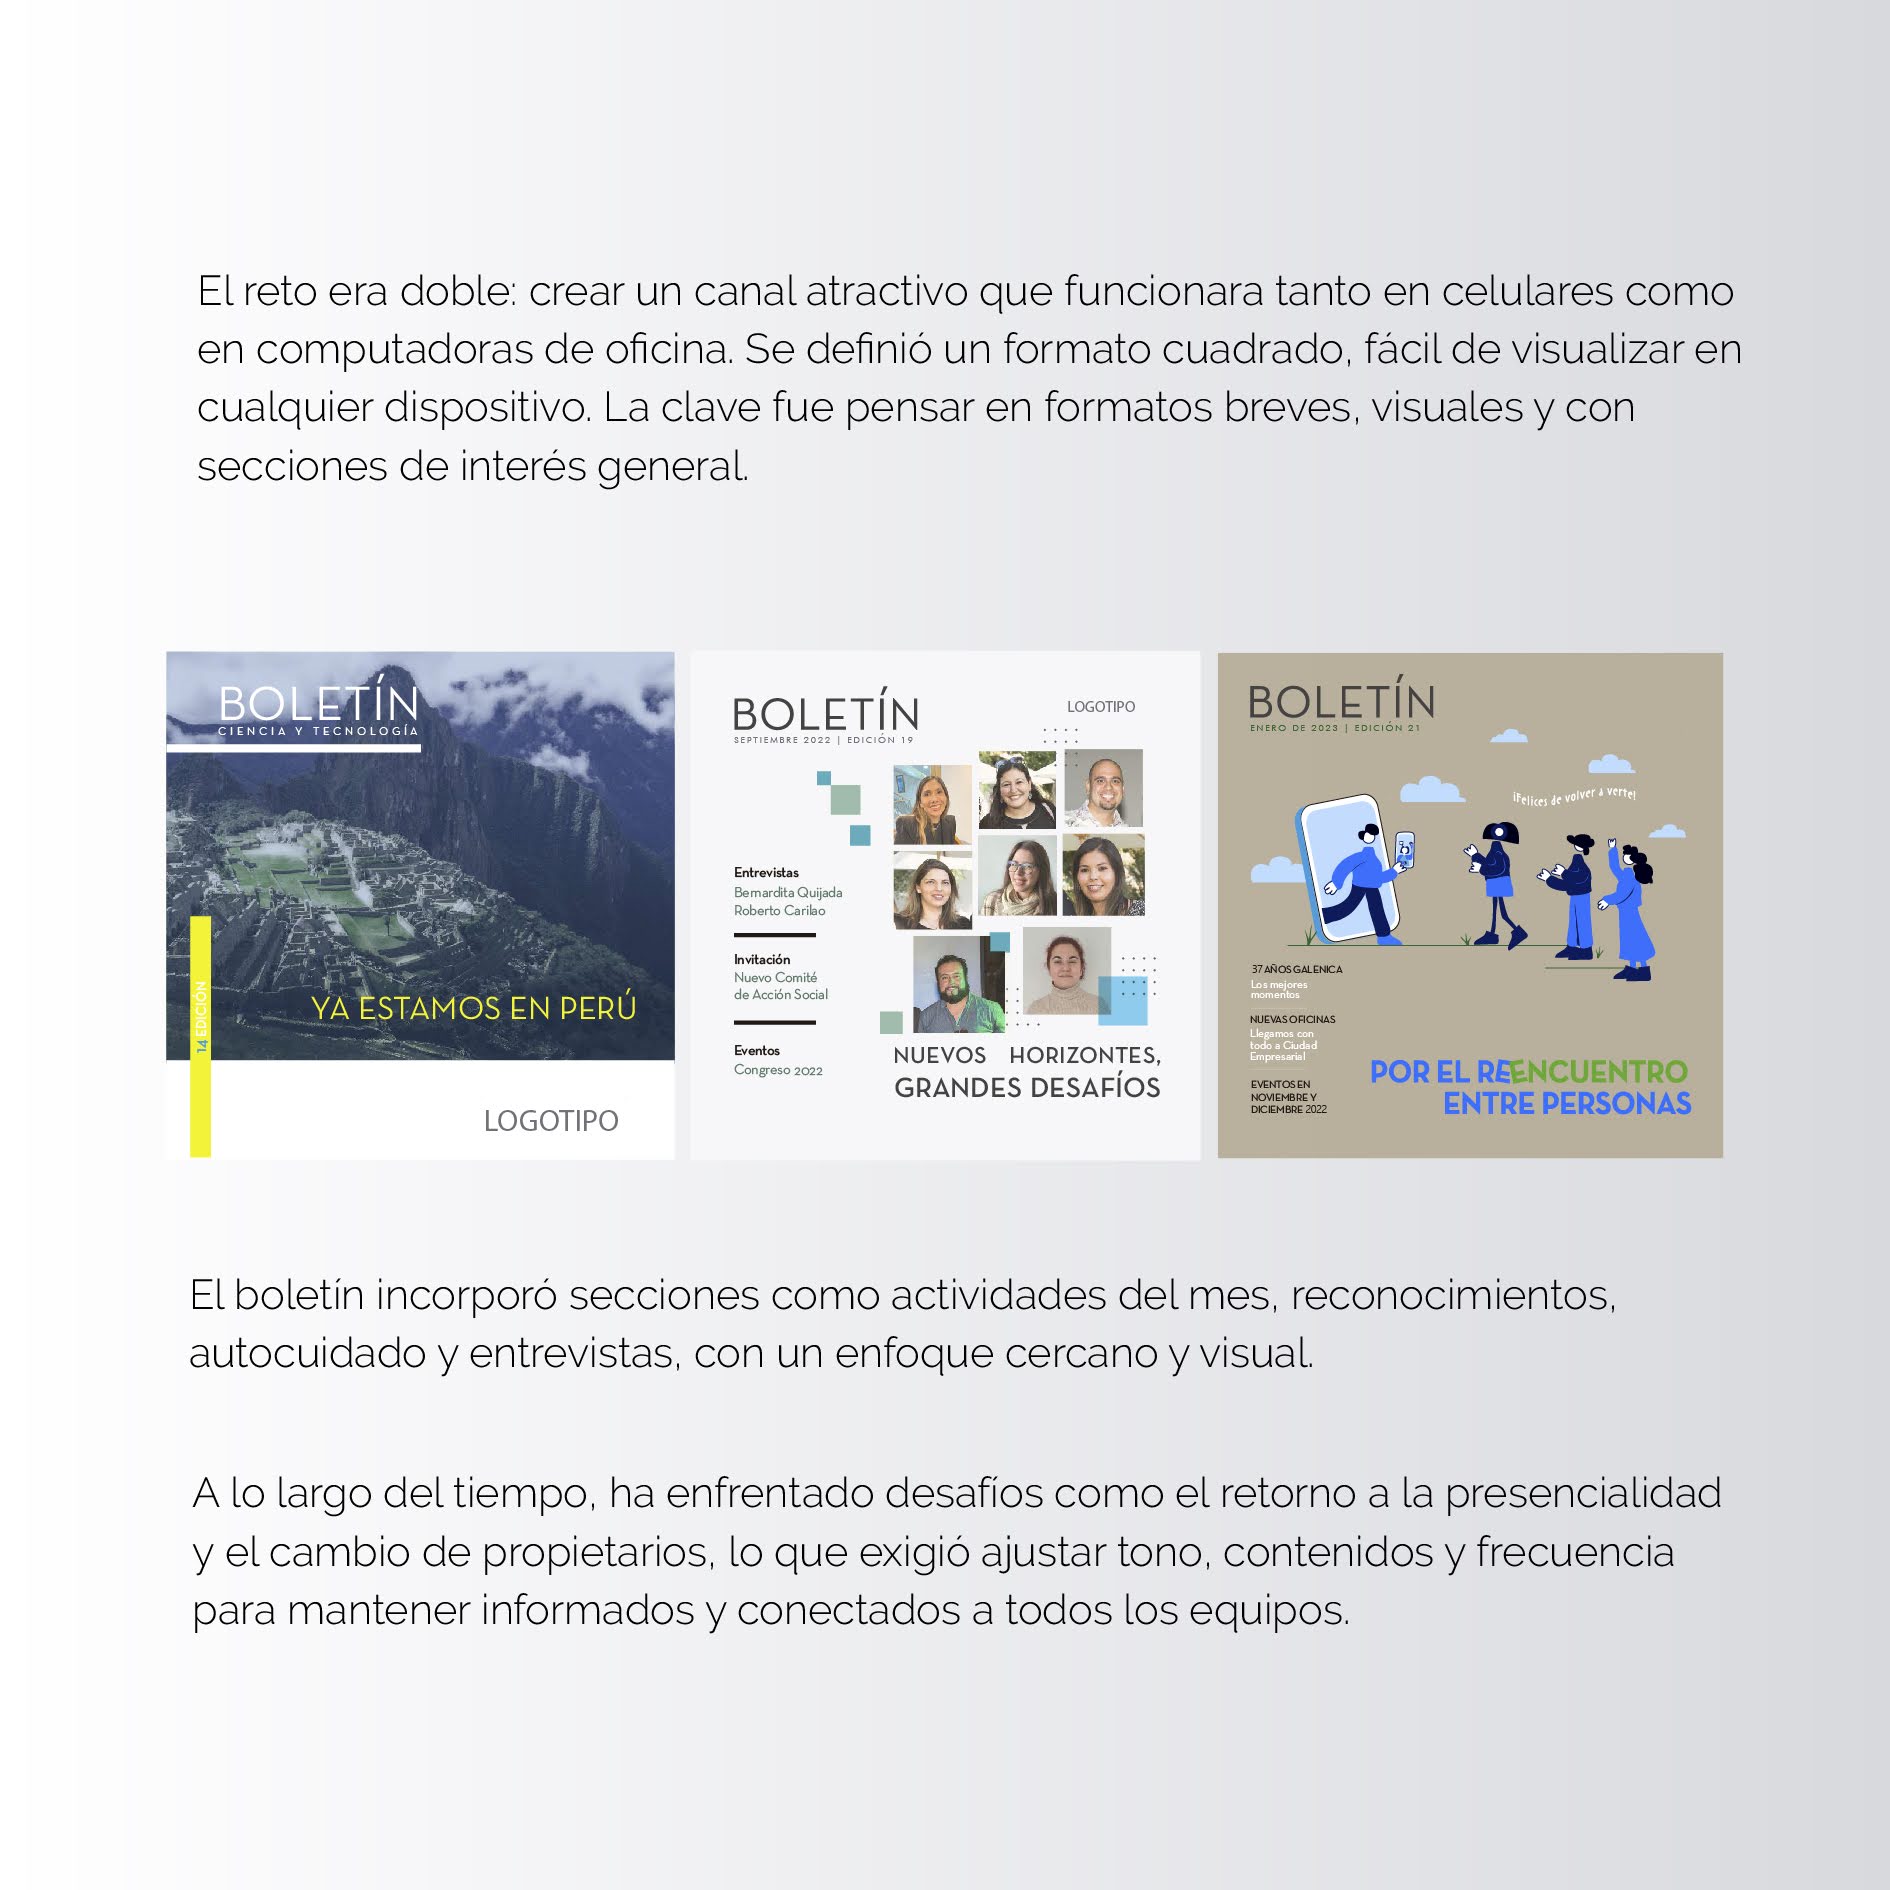 El reto era doble: crear un canal atractivo que funcionara tanto en celulares como
en computadoras de oficina. Se definió un formato cuadrado, fácil de visualizar en
cualquier dispositivo. La clave fue pensar en formatos breves, visuales y con
secciones de interés general.
BOLETÍN
CIENCIA Y TECNOLOGÍA
14 EDICIÓN
YA ESTAMOS EN PERÚ
LOGOTIPO
BOLETÍN
SEPTIEMBRE 2022 | EDICIÓN 19
LOGOTIPO
Entrevistas
Bernardita Quijada
Roberto Carilao
Invitación
Nuevo Comité
de Acción Social
Eventos
Congreso 2022
NUEVOS HORIZONTES,
GRANDES DESAFÍOS
BOLETÍN
ENERO DE 2023 | EDICIÓN 21
¡Felices de volver a verte!
37 AÑOS GALENICA
Los mejores
momentos
NUEVAS OFICINAS
Llegamos con
todo a Ciudad
Empresarial
EVENTOS EN
NOVIEMBRE Y
DICIEMBRE 2022
POR EL REENCUENTRO
ENTRE PERSONAS
El boletín incorporó secciones como actividades del mes, reconocimientos,
autocuidado y entrevistas, con un enfoque cercano y visual.
A lo largo del tiempo, ha enfrentado desafíos como el retorno a la presencialidad
y el cambio de propietarios, lo que exigió ajustar tono, contenidos y frecuencia
para mantener informados y conectados a todos los equipos.